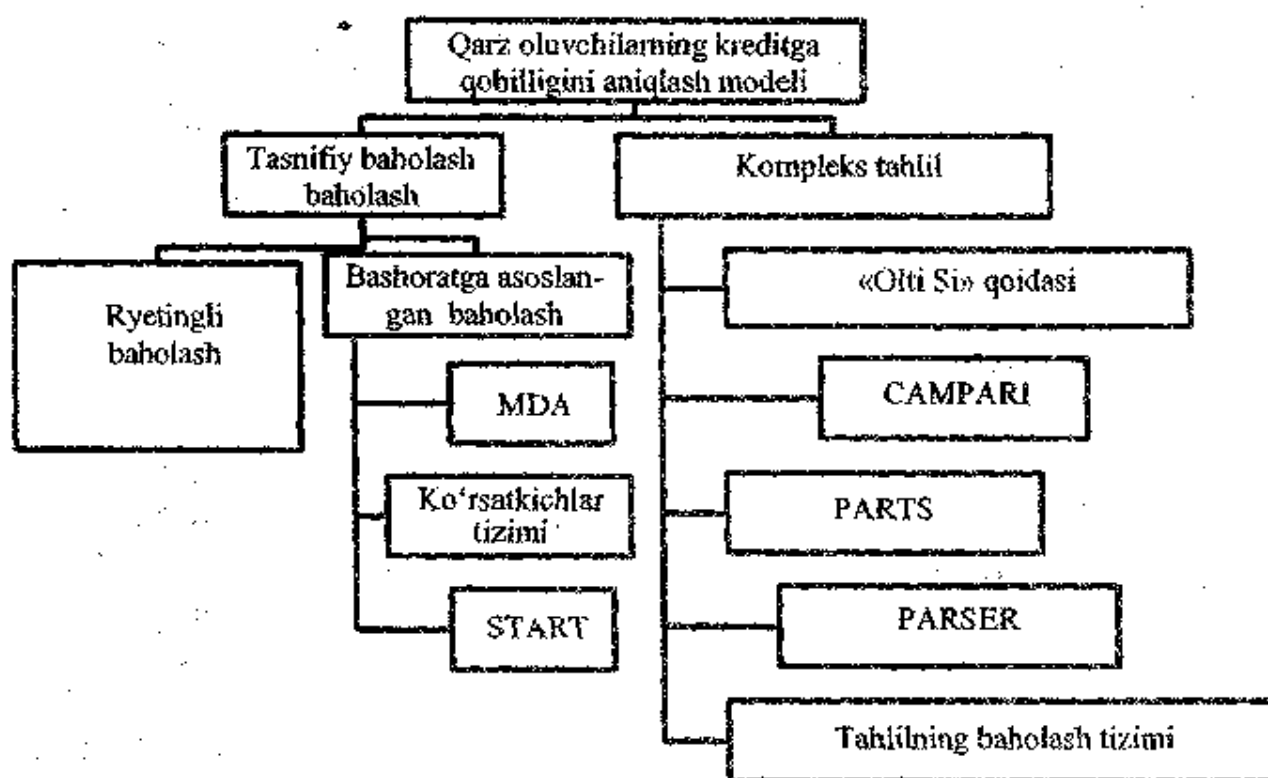 Qarz oluvchilarning kreditga
qobilligini aniqlash modeli
Tasnifiy baholash
baholash
Kompleks tahlil
Ryetingli
baholash
Bashoratga asoslan-
gan baholash
MDA
Ko‘rsatkichlar
tizimi
START
«Olti Si» qoidasi
CAMPARI
PARTS
PARSER
Tahlilning baholash tizimi